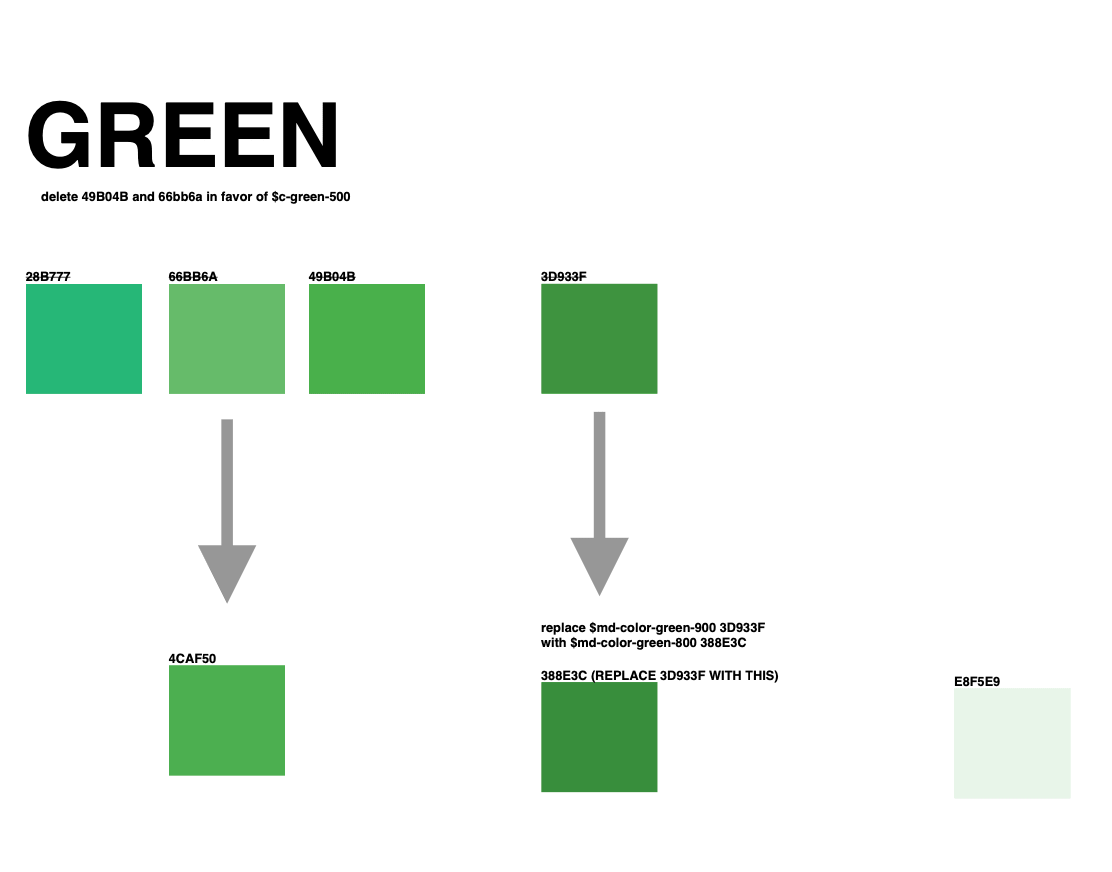 GREEN
delete 49B04B and 66bb6a in favor of $c-green-500
28B777
66BB6A
49B04B
3D933F
replace $md-color-green-900 3D933F
with $md-color-green-800 388E3C
4CAF50
388E3C (REPLACE 3D933F WITH THIS)
E8F5E9